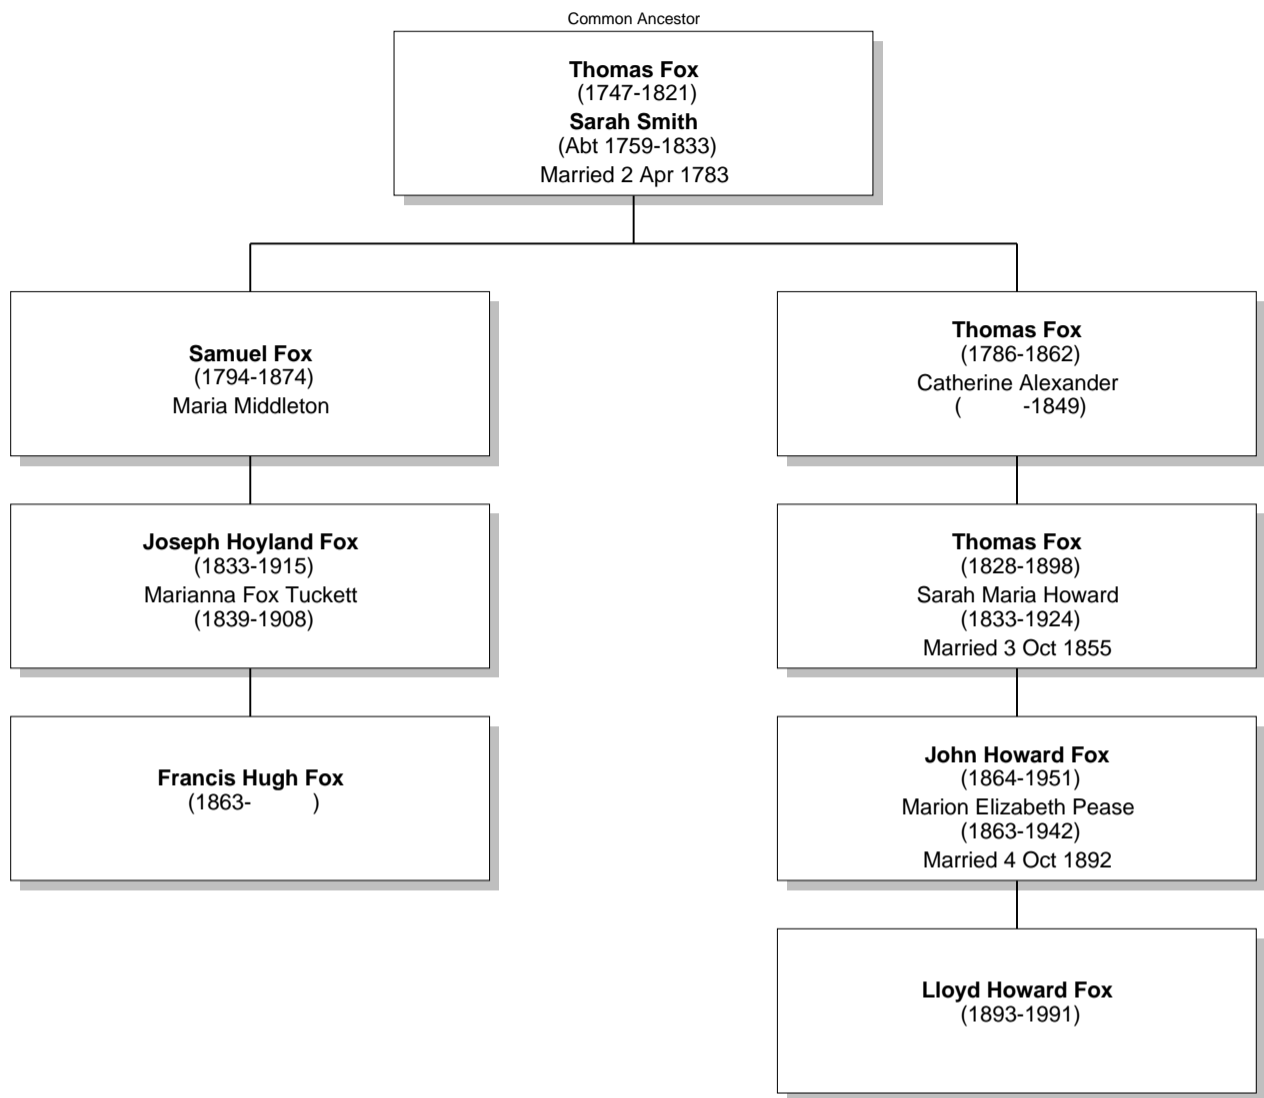 Common Ancestor
Thomas Fox
(1747-1821)
Sarah Smith
(Abt 1759-1833)
Married 2 Apr 1783
Samuel Fox
(1794-1874)
Maria Middleton
Thomas Fox
(1786-1862)
Catherine Alexander
(          -1849)
Joseph Hoyland Fox
(1833-1915)
Marianna Fox Tuckett
(1839-1908)
Thomas Fox
(1828-1898)
Sarah Maria Howard
(1833-1924)
Married 3 Oct 1855
Francis Hugh Fox
(1863-          )
John Howard Fox
(1864-1951)
Marion Elizabeth Pease
(1863-1942)
Married 4 Oct 1892
Lloyd Howard Fox
(1893-1991)